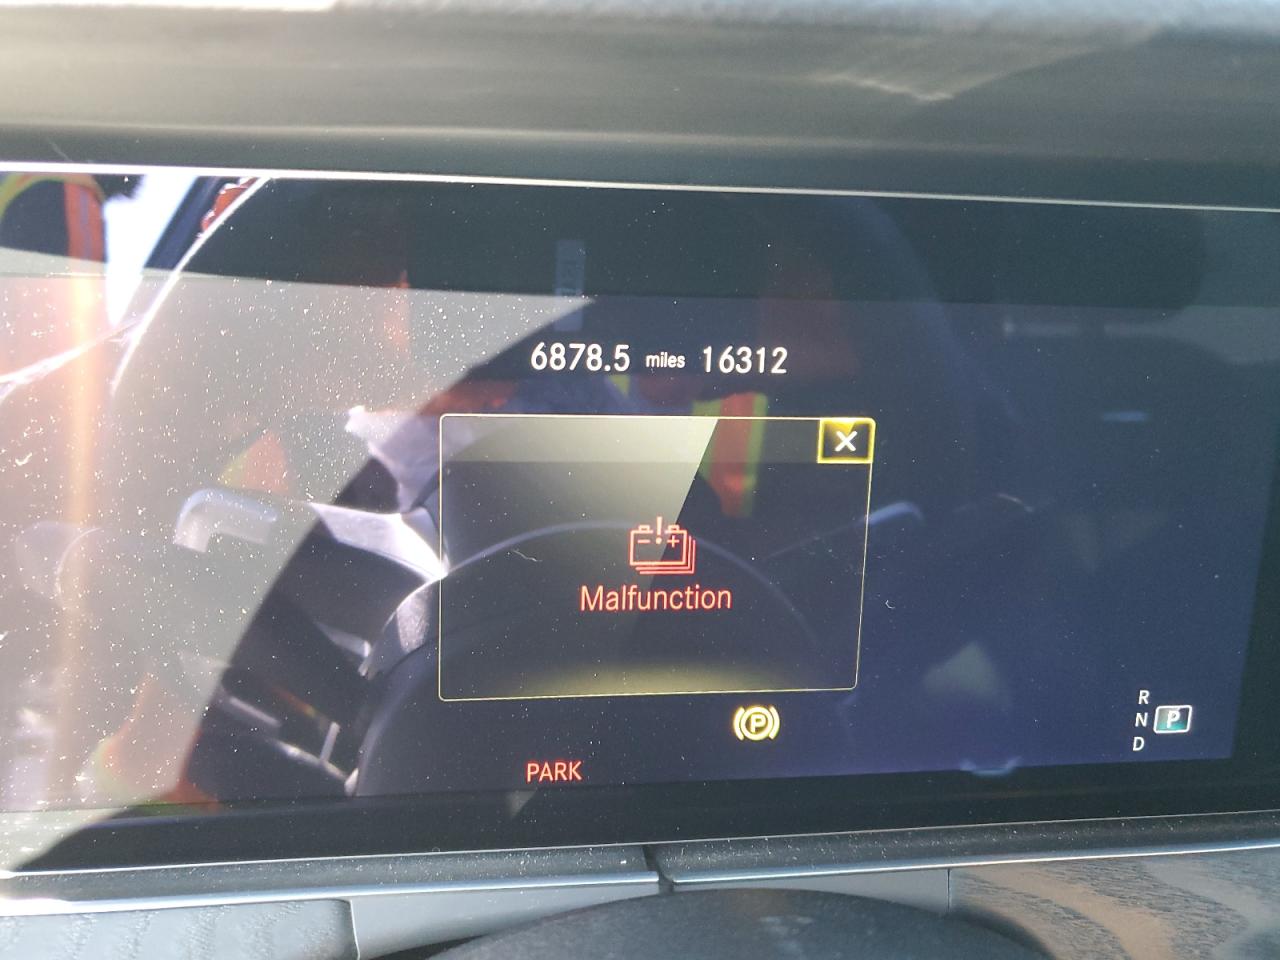 6878.5 miles 16312
X
Malfunction
P
PARK
R
N P
D